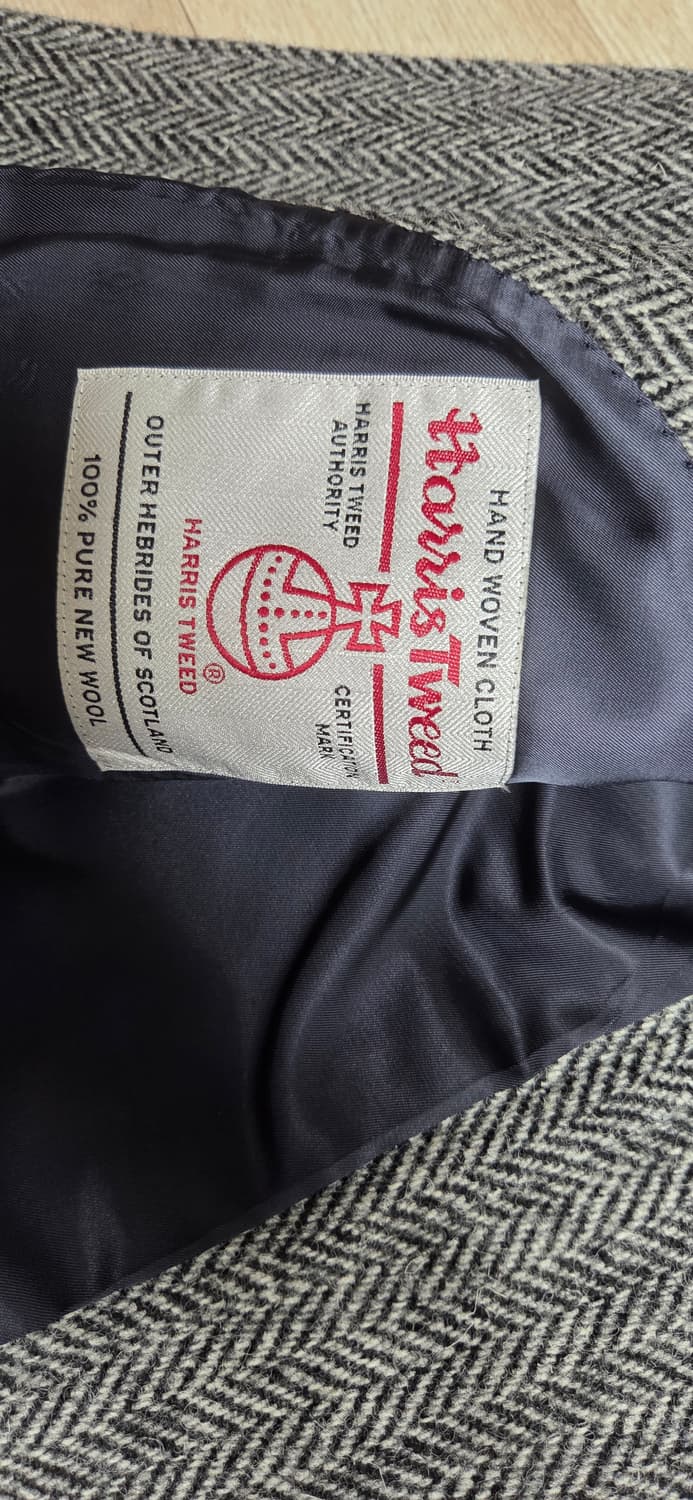 HAND WOVEN CLOTH
Harris Tweed
HARRIS TWEED
AUTHORITY
CERTIFICATION
MARK
HARRIS TWEED®
OUTER HEBRIDES OF SCOTLAND
100% PURE NEW WOOL